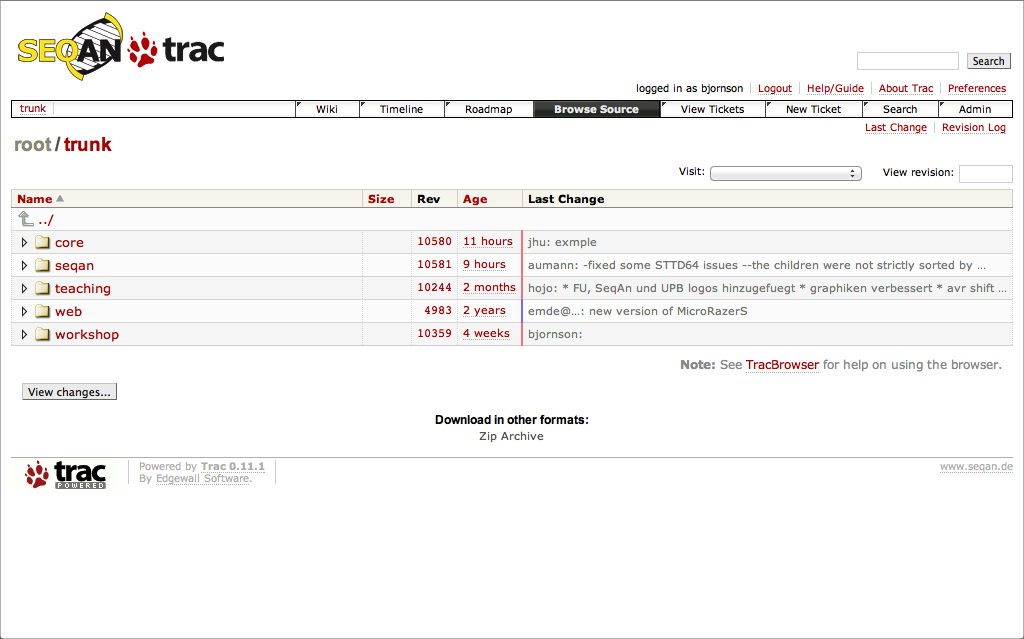 SEQAN trac
Search
logged in as bjornson Logout Help/Guide About Trac Preferences
trunk Wiki Timeline Roadmap Browse Source View Tickets New Ticket Search Admin
Last Change Revision Log
root/trunk
Visit: View revision:
Name Size Rev Age Last Change
../
core 10580 11 hours jhu: exmple
seqan 10581 9 hours aumann: -fixed some STTD64 issues --the children were not strictly sorted by ...
teaching 10244 2 months hojo: * FU, SeqAn und UPB logos hinzugefuegt * graphiken verbessert * avr shift ...
web 4983 2 years emde@...: new version of MicroRazerS
workshop 10359 4 weeks bjornson:
Note: See TracBrowser for help on using the browser.
View changes...
Download in other formats:
Zip Archive
trac POWERED
Powered by Trac 0.11.1
By Edgewall Software.
www.seqan.de